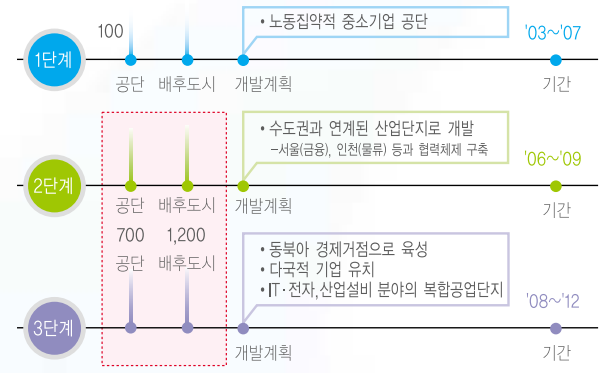 • 노동집약적 중소기업 공단
100
'03~'07
1단계
공단 배후도시 개발계획 기간
• 수도권과 연계된 산업단지로 개발
-서울(금융), 인천(물류) 등과 협력체제 구축
'06~'09
2단계
공단 배후도시 개발계획 기간
700 1,200
공단 배후도시
• 동북아 경제거점으로 육성
• 다국적 기업 유치
• IT·전자,산업설비 분야의 복합공업단지
'08~'12
3단계
개발계획 기간